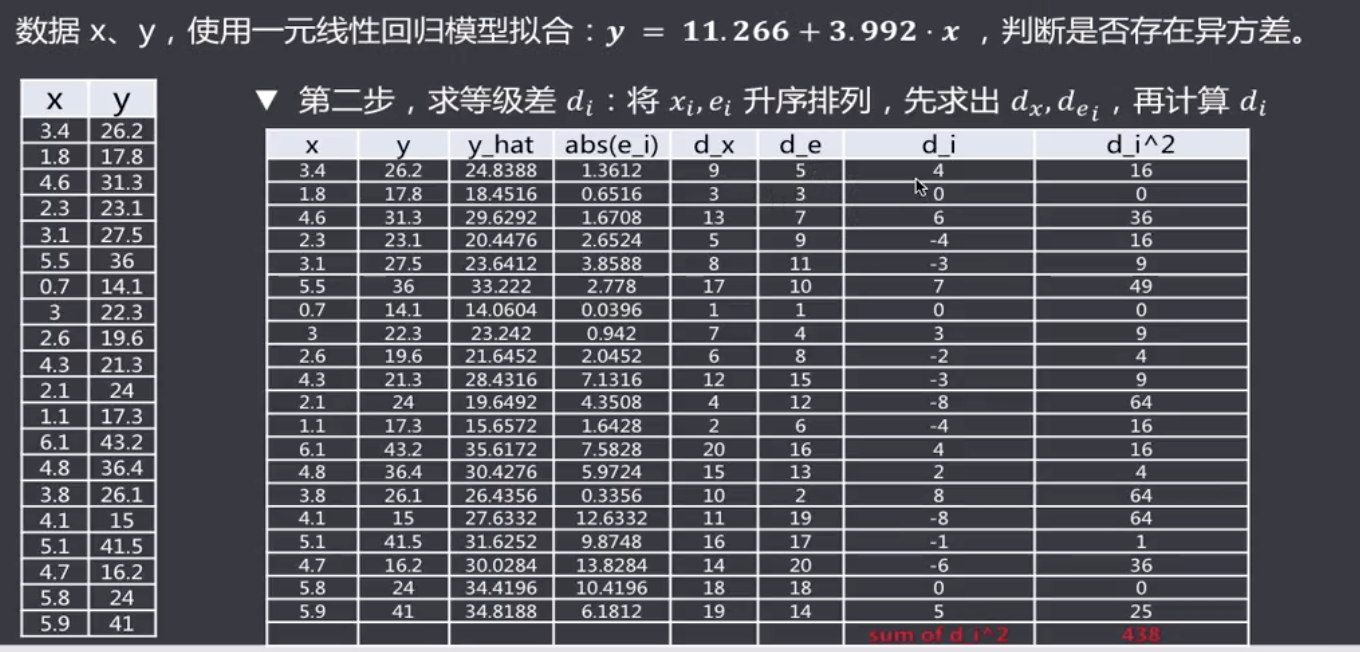 数据 x、y，使用一元线性回归模型拟合：y = 11.266 + 3.992 · x ，判断是否存在异方差。
▼ 第二步，求等级差 dᵢ：将 xᵢ, eᵢ 升序排列，先求出 dₓ, d_{eᵢ}，再计算 dᵢ
x y
3.4 26.2
1.8 17.8
4.6 31.3
2.3 23.1
3.1 27.5
5.5 36
0.7 14.1
3 22.3
2.6 19.6
4.3 21.3
2.1 24
1.1 17.3
6.1 43.2
4.8 36.4
3.8 26.1
4.1 15
5.1 41.5
4.7 16.2
5.8 24
5.9 41
x y y_hat abs(e_i) d_x d_e d_i d_i^2
3.4 26.2 24.8388 1.3612 9 5 4 16
1.8 17.8 18.4516 0.6516 3 3 0 0
4.6 31.3 29.6292 1.6708 13 7 6 36
2.3 23.1 20.4476 2.6524 5 9 -4 16
3.1 27.5 23.6412 3.8588 8 11 -3 9
5.5 36 33.222 2.778 17 10 7 49
0.7 14.1 14.0604 0.0396 1 1 0 0
3 22.3 23.242 0.942 7 4 3 9
2.6 19.6 21.6452 2.0452 6 8 -2 4
4.3 21.3 28.4316 7.1316 12 15 -3 9
2.1 24 19.6492 4.3508 4 12 -8 64
1.1 17.3 15.6572 1.6428 2 6 -4 16
6.1 43.2 35.6172 7.5828 20 16 4 16
4.8 36.4 30.4276 5.9724 15 13 2 4
3.8 26.1 26.4356 0.3356 10 2 8 64
4.1 15 27.6332 12.6332 11 19 -8 64
5.1 41.5 31.6252 9.8748 16 17 -1 1
4.7 16.2 30.0284 13.8284 14 20 -6 36
5.8 24 34.4196 10.4196 18 18 0 0
5.9 41 34.8188 6.1812 19 14 5 25
sum of d_i^2 438